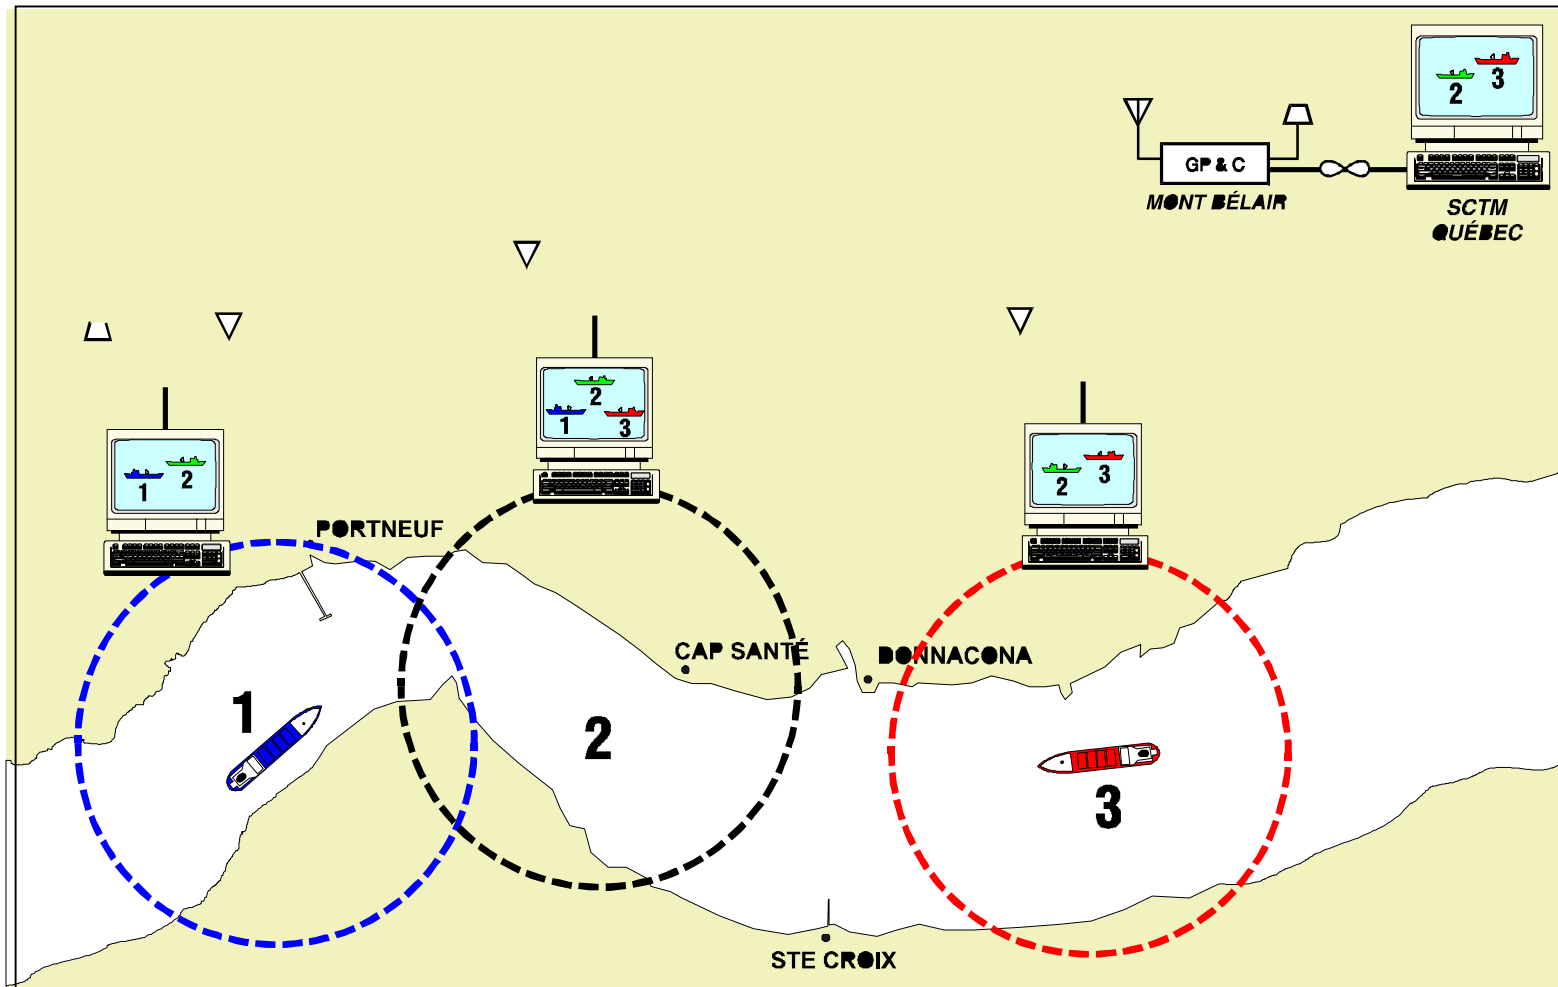 3
2
GP & C
MONT BÉLAIR
SCTM
QUÉBEC
2
1
3
1
2
3
2
PORTNEUF
CAP SANTÉ
DONNACONA
1
2
3
STE CROIX